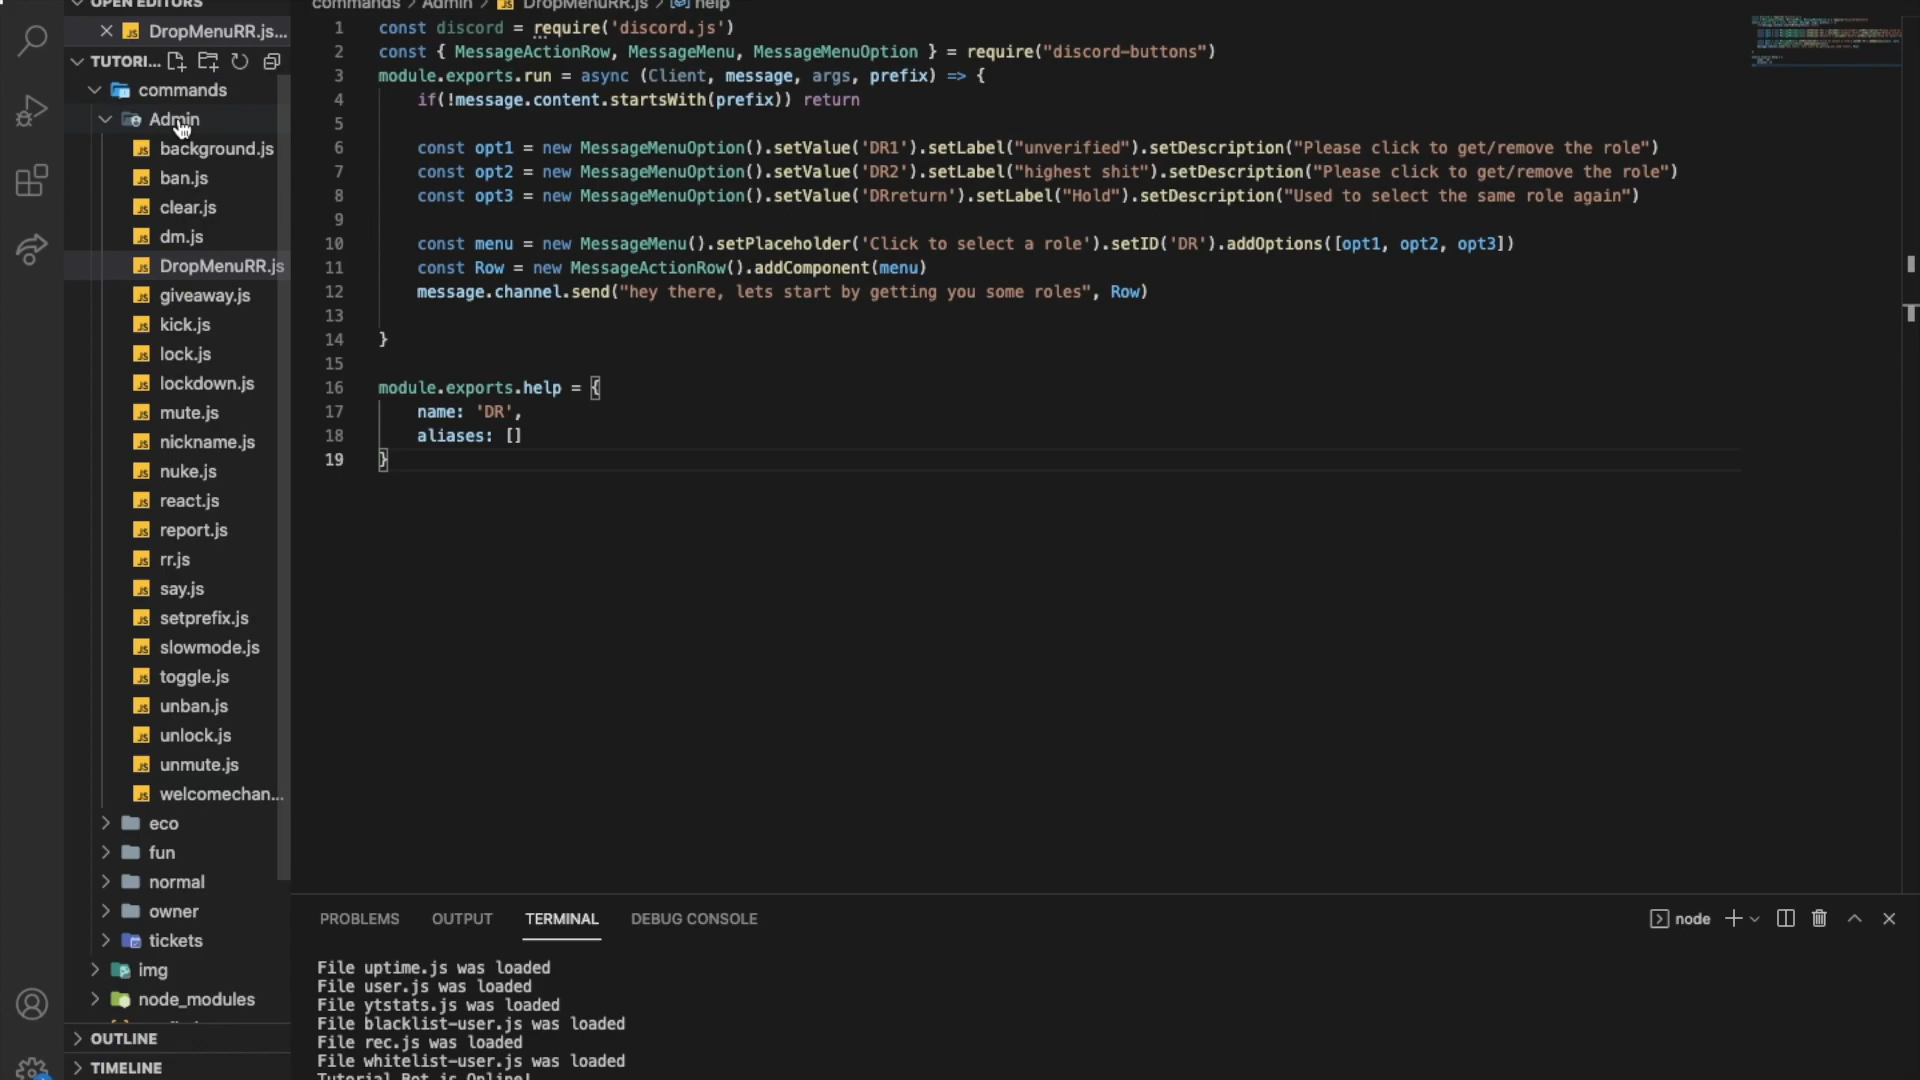 OPEN EDITORS
DropMenuRR.js...
TUTORI...
commands
Admin
background.js
ban.js
clear.js
dm.js
DropMenuRR.js
giveaway.js
kick.js
lock.js
lockdown.js
mute.js
nickname.js
nuke.js
react.js
report.js
rr.js
say.js
setprefix.js
slowmode.js
toggle.js
unban.js
unlock.js
unmute.js
welcomechan...
eco
fun
normal
owner
tickets
img
node_modules
OUTLINE
TIMELINE
commands > Admin > DropMenuRR.js > help
1 const discord = require('discord.js')
2 const { MessageActionRow, MessageMenu, MessageMenuOption } = require("discord-buttons")
3 module.exports.run = async (Client, message, args, prefix) => {
4 if(!message.content.startsWith(prefix)) return
5
6 const opt1 = new MessageMenuOption().setValue('DR1').setLabel("unverified").setDescription("Please click to get/remove the role")
7 const opt2 = new MessageMenuOption().setValue('DR2').setLabel("highest shit").setDescription("Please click to get/remove the role")
8 const opt3 = new MessageMenuOption().setValue('DRreturn').setLabel("Hold").setDescription("Used to select the same role again")
9
10 const menu = new MessageMenu().setPlaceholder('Click to select a role').setID('DR').addOptions([opt1, opt2, opt3])
11 const Row = new MessageActionRow().addComponent(menu)
12 message.channel.send("hey there, lets start by getting you some roles", Row)
13
14 }
15
16 module.exports.help = {
17 name: 'DR',
18 aliases: []
19 }
PROBLEMS OUTPUT TERMINAL DEBUG CONSOLE
node
File uptime.js was loaded
File user.js was loaded
File ytstats.js was loaded
File blacklist-user.js was loaded
File rec.js was loaded
File whitelist-user.js was loaded
Tutorial Bot is Online!